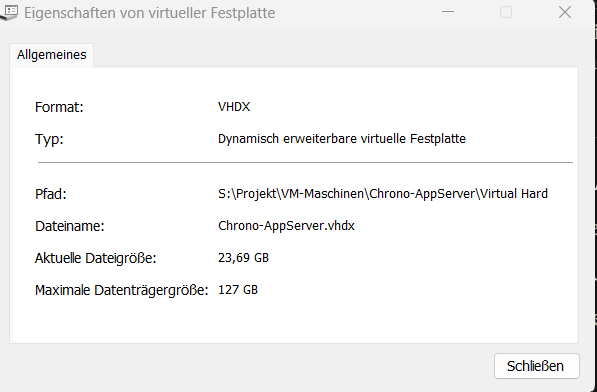 Eigenschaften von virtueller Festplatte
Allgemeines
Format: VHDX
Typ: Dynamisch erweiterbare virtuelle Festplatte
Pfad: S:\Projekt\VM-Maschinen\Chrono-AppServer\Virtual Hard
Dateiname: Chrono-AppServer.vhdx
Aktuelle Dateigröße: 23,69 GB
Maximale Datenträgergröße: 127 GB
Schließen